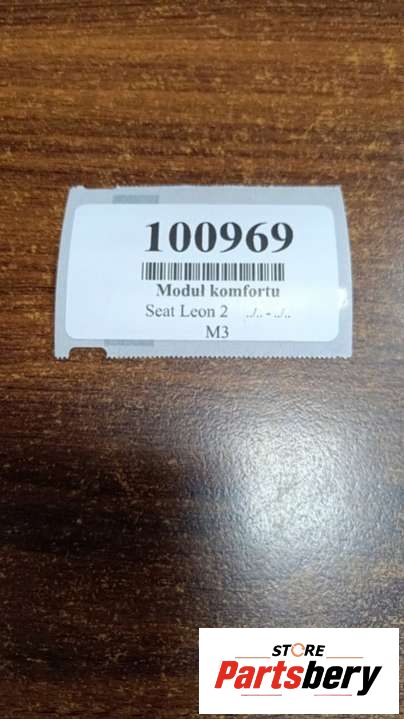 100969
Moduł komfortu
Seat Leon 2 ../.. - ../..
M3
STORE
Partsbery